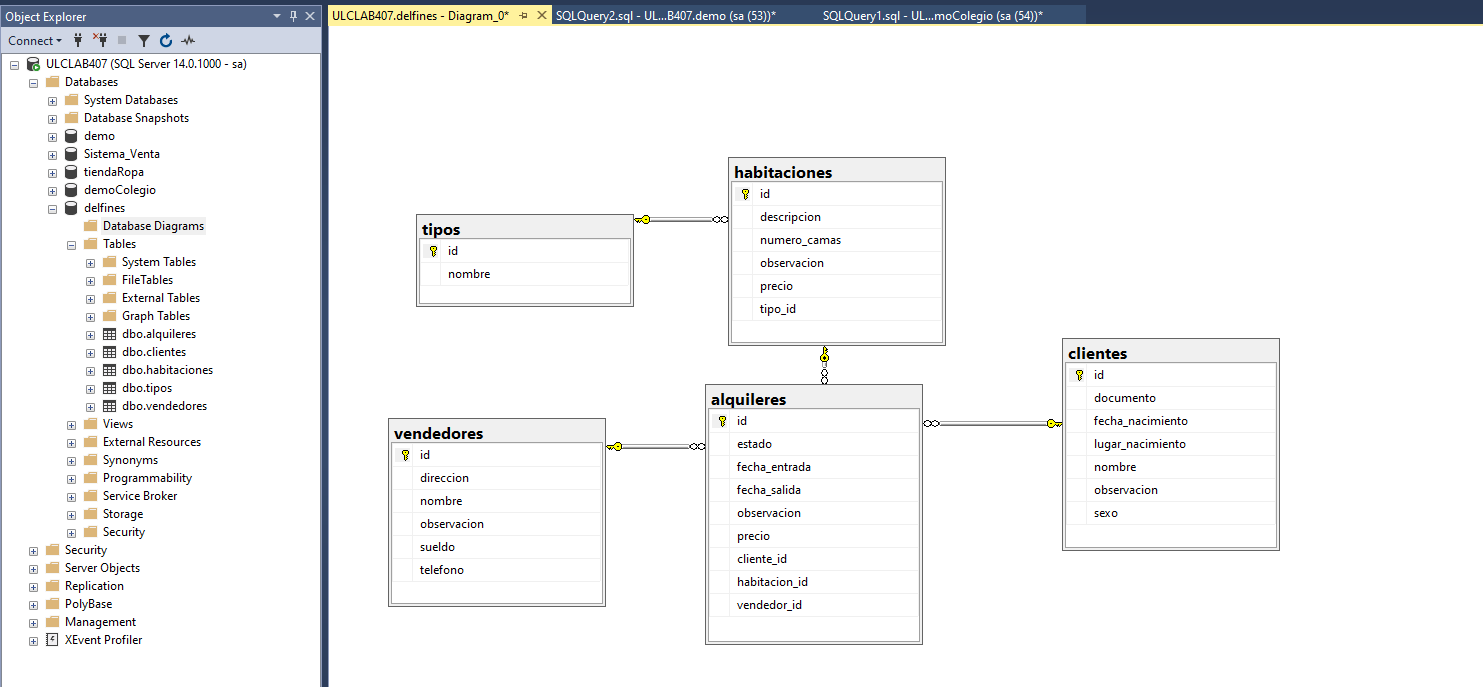 Object Explorer
Connect
ULCLAB407 (SQL Server 14.0.1000 - sa)
Databases
System Databases
Database Snapshots
demo
Sistema_Venta
tiendaRopa
demoColegio
delfines
Database Diagrams
Tables
System Tables
FileTables
External Tables
Graph Tables
dbo.alquileres
dbo.clientes
dbo.habitaciones
dbo.tipos
dbo.vendedores
Views
External Resources
Synonyms
Programmability
Service Broker
Storage
Security
Security
Server Objects
Replication
PolyBase
Management
XEvent Profiler
ULCLAB407.delfines - Diagram_0*
SQLQuery2.sql - UL...B407.demo (sa (53))*
SQLQuery1.sql - UL...moColegio (sa (54))*
tipos
id
nombre
habitaciones
id
descripcion
numero_camas
observacion
precio
tipo_id
vendedores
id
direccion
nombre
observacion
sueldo
telefono
alquileres
id
estado
fecha_entrada
fecha_salida
observacion
precio
cliente_id
habitacion_id
vendedor_id
clientes
id
documento
fecha_nacimiento
lugar_nacimiento
nombre
observacion
sexo